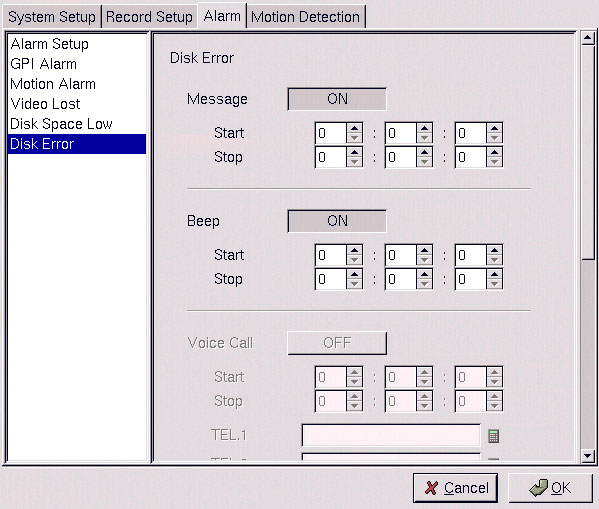 System Setup Record Setup Alarm Motion Detection
Alarm Setup
GPI Alarm
Motion Alarm
Video Lost
Disk Space Low
Disk Error
Disk Error
Message ON
Start 0 : 0 : 0
Stop 0 : 0 : 0
Beep ON
Start 0 : 0 : 0
Stop 0 : 0 : 0
Voice Call OFF
Start 0 : 0 : 0
Stop 0 : 0 : 0
TEL.1
Cancel OK